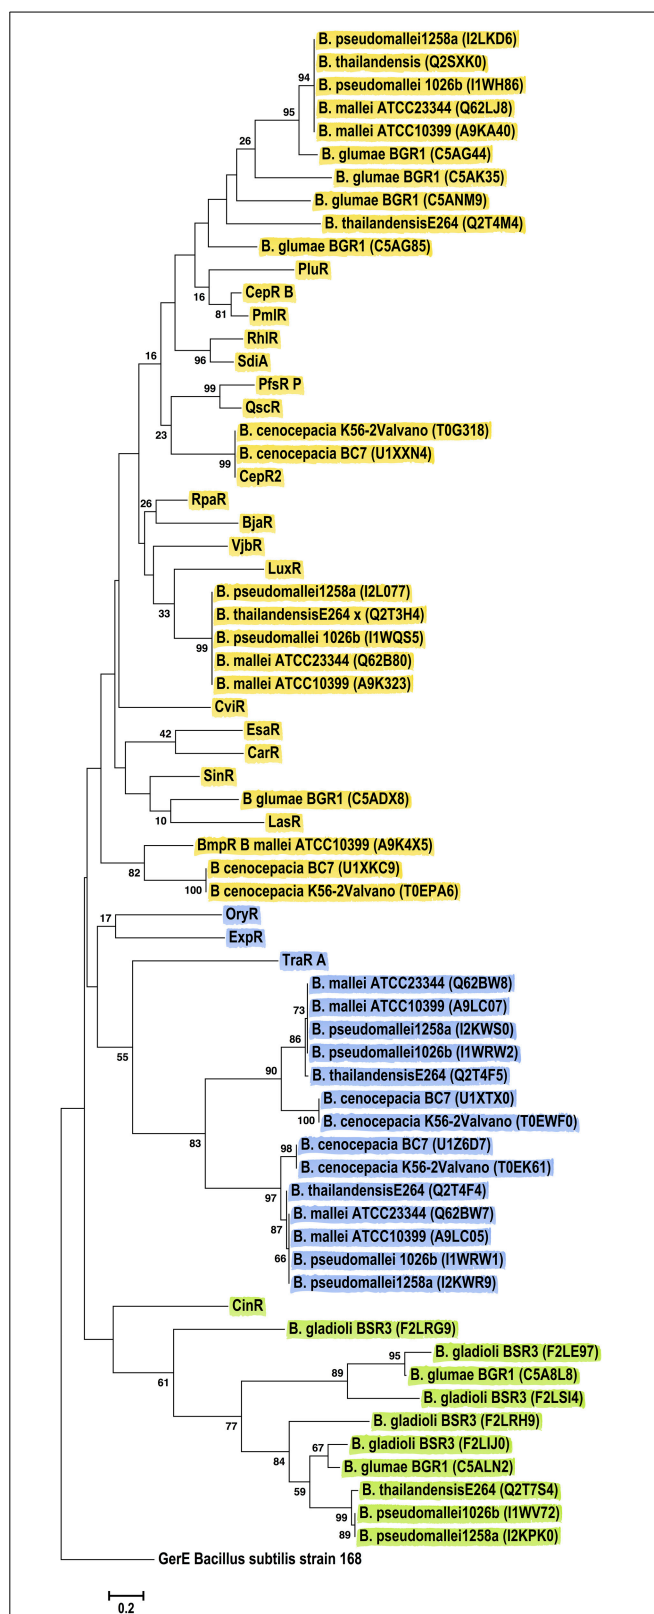 B. pseudomallei1258a (I2LKD6)
B. thailandensis (Q2SXK0)
94
B. pseudomallei 1026b (I1WH86)
B. mallei ATCC23344 (Q62LJ8)
95
B. mallei ATCC10399 (A9KA40)
26
B. glumae BGR1 (C5AG44)
B. glumae BGR1 (C5AK35)
B. glumae BGR1 (C5ANM9)
B. thailandensisE264 (Q2T4M4)
B. glumae BGR1 (C5AG85)
PluR
16
CepR B
81
PmlR
RhlR
16
96
SdiA
99
PfsR P
QscR
23
B. cenocepacia K56-2Valvano (T0G318)
B. cenocepacia BC7 (U1XXN4)
99
CepR2
26
RpaR
BjaR
VjbR
LuxR
B. pseudomallei1258a (I2L077)
33
B. thailandensisE264 x (Q2T3H4)
B. pseudomallei 1026b (I1WQS5)
99
B. mallei ATCC23344 (Q62B80)
B. mallei ATCC10399 (A9K323)
CviR
42
EsaR
CarR
SinR
B glumae BGR1 (C5ADX8)
10
LasR
BmpR B mallei ATCC10399 (A9K4X5)
82
B cenocepacia BC7 (U1XKC9)
100
B cenocepacia K56-2Valvano (T0EPA6)
17
OryR
ExpR
TraR A
B. mallei ATCC23344 (Q62BW8)
73
B. mallei ATCC10399 (A9LC07)
B. pseudomallei1258a (I2KWS0)
86
B. pseudomallei1026b (I1WRW2)
55
90
B. thailandensisE264 (Q2T4F5)
B. cenocepacia BC7 (U1XTX0)
100
B. cenocepacia K56-2Valvano (T0EWF0)
83
98
B. cenocepacia BC7 (U1Z6D7)
B. cenocepacia K56-2Valvano (T0EK61)
97
B. thailandensisE264 (Q2T4F4)
B. mallei ATCC23344 (Q62BW7)
87
B. mallei ATCC10399 (A9LC05)
66
B. pseudomallei 1026b (I1WRW1)
B. pseudomallei1258a (I2KWR9)
CinR
B. gladioli BSR3 (F2LRG9)
95
B. gladioli BSR3 (F2LE97)
89
B. glumae BGR1 (C5A8L8)
61
B. gladioli BSR3 (F2LSI4)
77
B. gladioli BSR3 (F2LRH9)
67
B. gladioli BSR3 (F2LIJ0)
84
B. glumae BGR1 (C5ALN2)
59
B. thailandensisE264 (Q2T7S4)
99
B. pseudomallei1026b (I1WV72)
89
B. pseudomallei1258a (I2KPK0)
GerE Bacillus subtilis strain 168
0.2